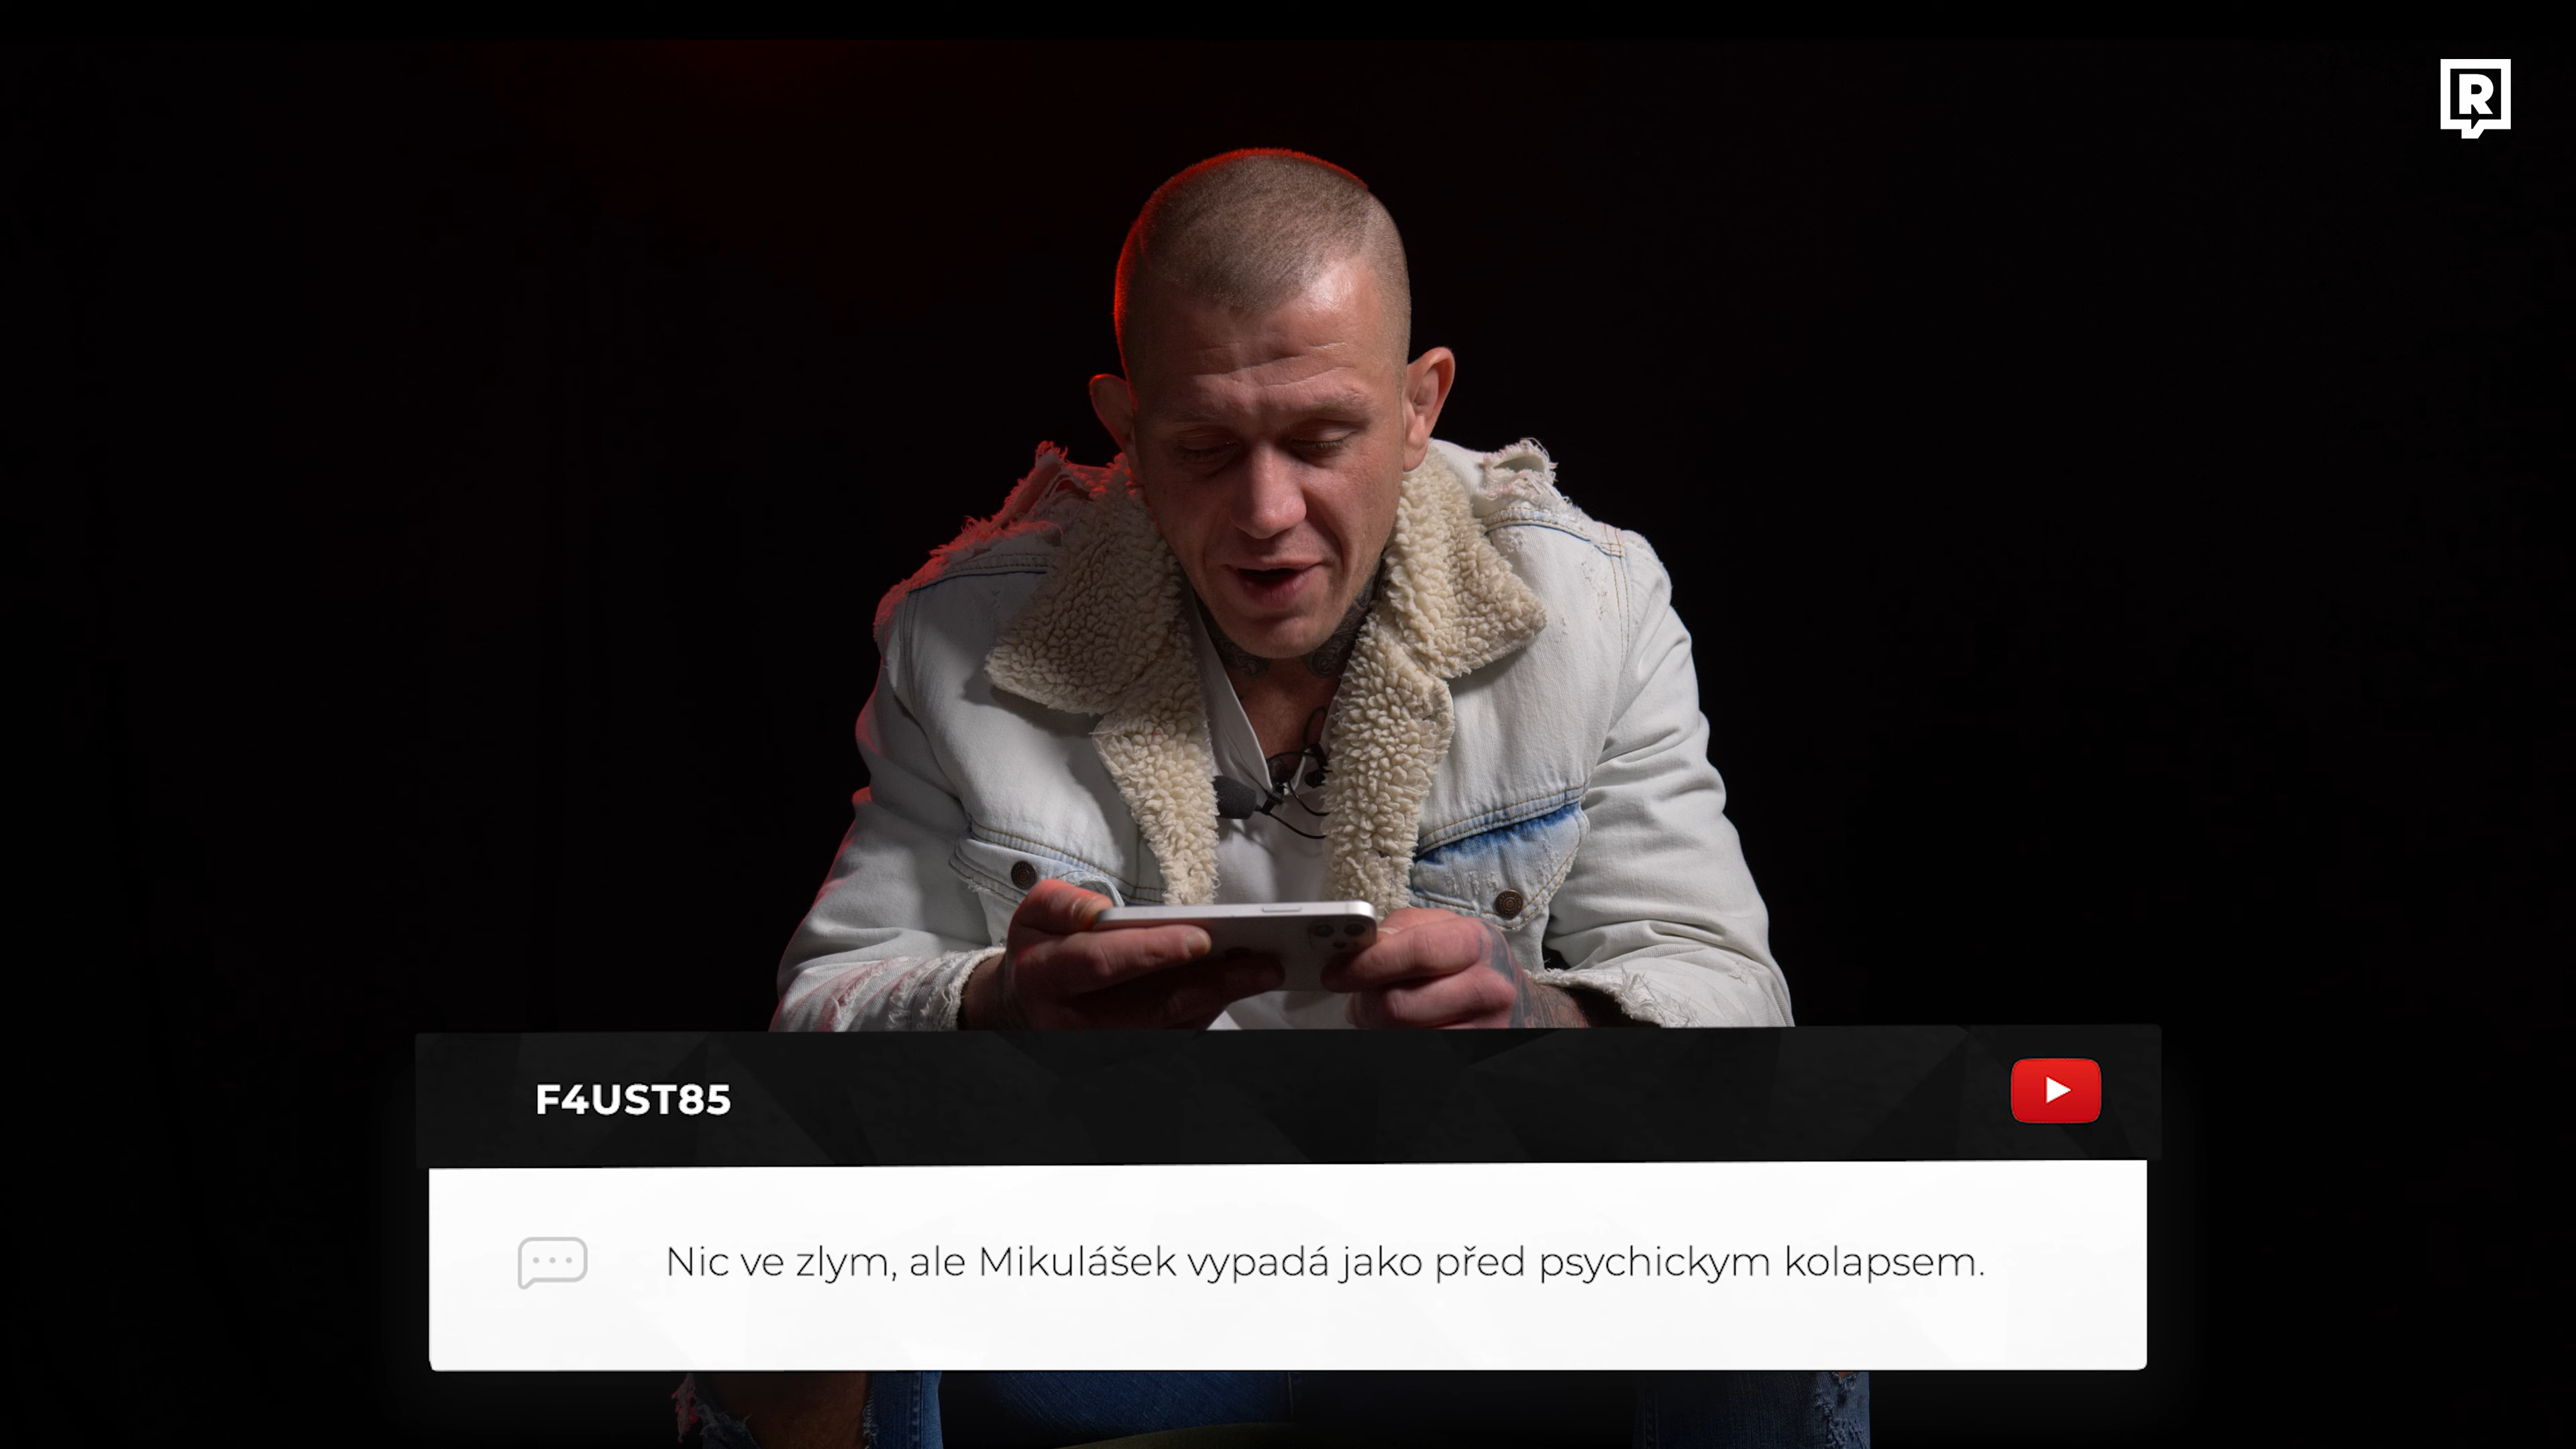 R
F4UST85
Nic ve zlym, ale Mikulášek vypadá jako před psychickym kolapsem.